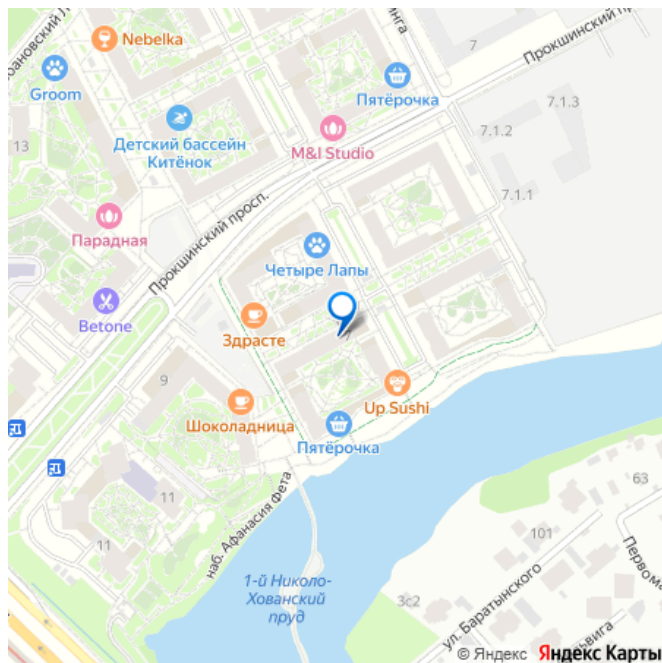 Nebelka
Groom
Детский бассейн
Китёнок
Пятёрочка
7
Прокшинский просп.
7.1.3
7.1.2
7.1.1
13
M&I Studio
Парадная
Прокшинский просп.
Четыре Лапы
Betone
Здрасте
9
Шоколадница
Up Sushi
Пятёрочка
11
11
наб. Афанасия Фета
1-й Николо-
Хованский
пруд
63
101
3с2
ул. Баратынского
© Яндекс Яндекс Карты